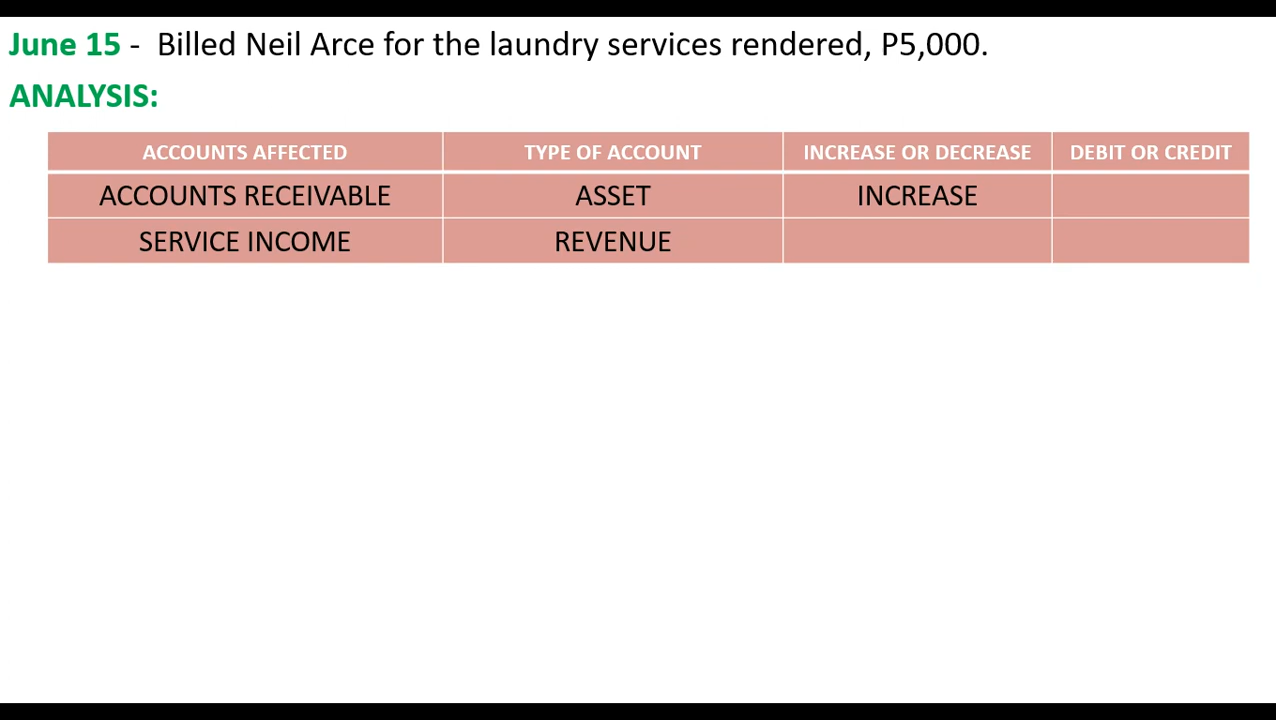 June 15 - Billed Neil Arce for the laundry services rendered, P5,000.
ANALYSIS:
ACCOUNTS AFFECTED TYPE OF ACCOUNT INCREASE OR DECREASE DEBIT OR CREDIT
ACCOUNTS RECEIVABLE ASSET INCREASE
SERVICE INCOME REVENUE